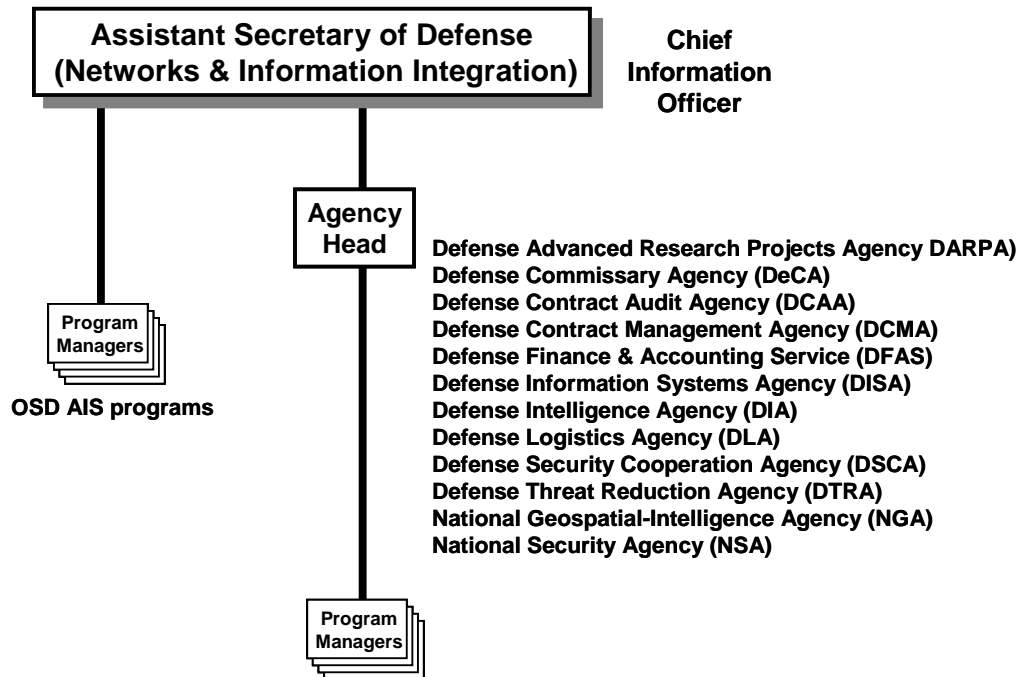 Assistant Secretary of Defense
(Networks & Information Integration)
Chief
Information
Officer
Agency
Head
Defense Advanced Research Projects Agency DARPA)
Defense Commissary Agency (DeCA)
Defense Contract Audit Agency (DCAA)
Defense Contract Management Agency (DCMA)
Defense Finance & Accounting Service (DFAS)
Defense Information Systems Agency (DISA)
Defense Intelligence Agency (DIA)
Defense Logistics Agency (DLA)
Defense Security Cooperation Agency (DSCA)
Defense Threat Reduction Agency (DTRA)
National Geospatial-Intelligence Agency (NGA)
National Security Agency (NSA)
Program
Managers
OSD AIS programs
Program
Managers